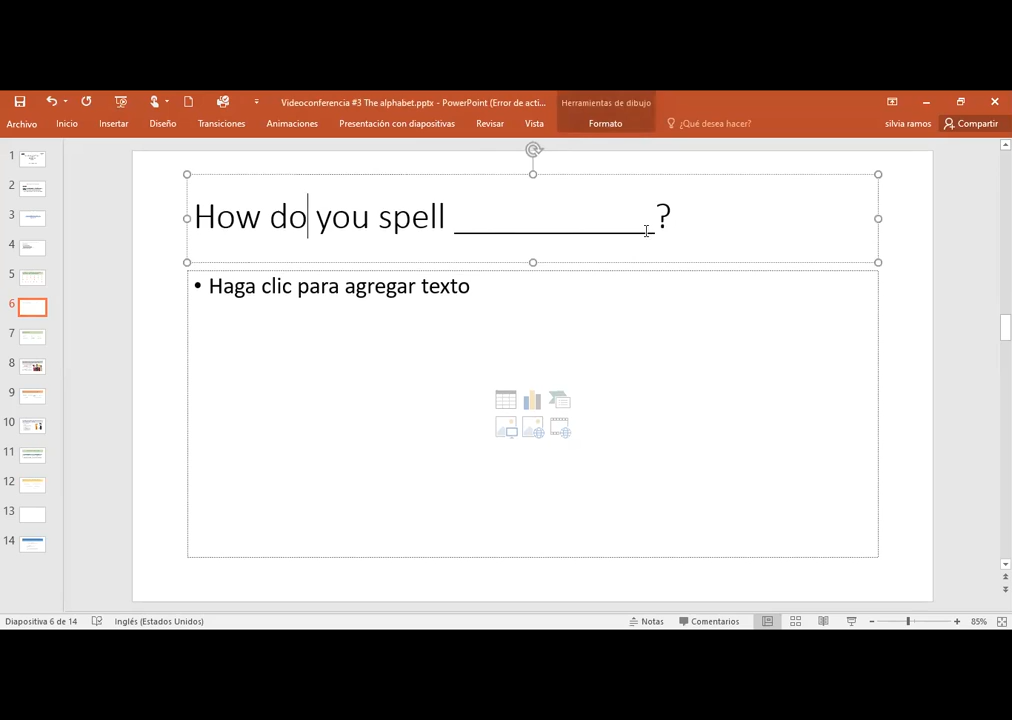 Videoconferencia #3 The alphabet.pptx - PowerPoint (Error de acti...
Herramientas de dibujo
Archivo Inicio Insertar Diseño Transiciones Animaciones Presentación con diapositivas Revisar Vista Formato ¿Qué desea hacer? silvia ramos Compartir
1
2
3
4
5
6
7
8
9
10
11
12
13
14
How do you spell ______________?
• Haga clic para agregar texto
Diapositiva 6 de 14 Inglés (Estados Unidos) Notas Comentarios 85%